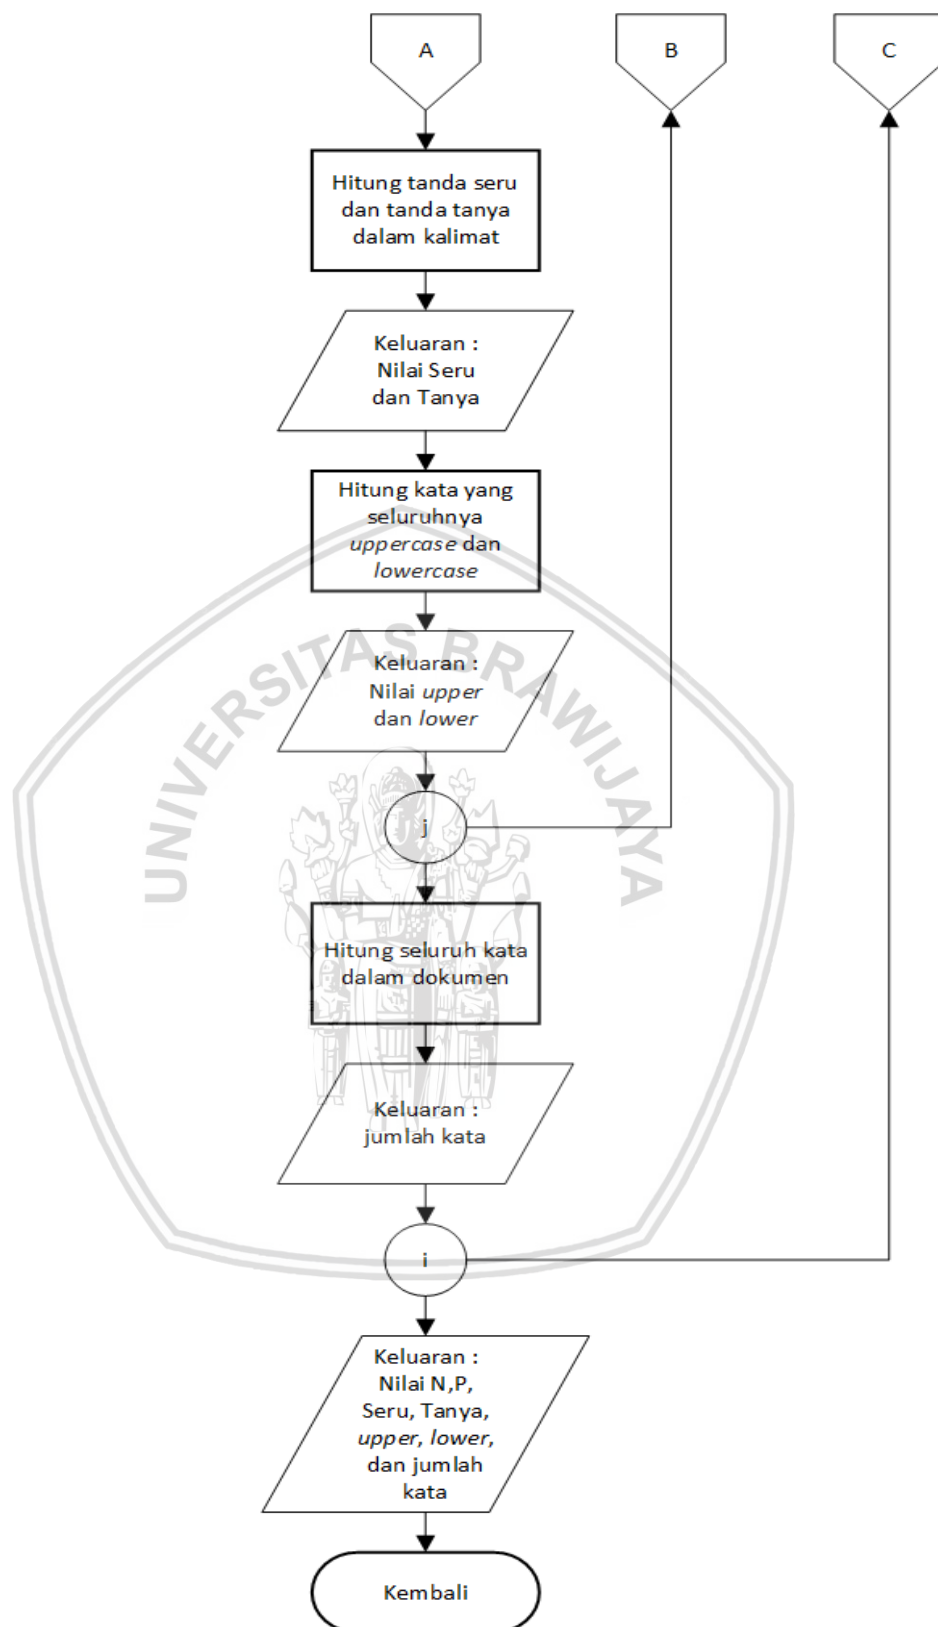 A
B
C
Hitung tanda seru
dan tanda tanya
dalam kalimat
Keluaran :
Nilai Seru
dan Tanya
Hitung kata yang
seluruhnya
uppercase dan
lowercase
UNIVERSITAS BRAWIJAYA
Keluaran :
Nilai upper
dan lower
j
Hitung seluruh kata
dalam dokumen
Keluaran :
jumlah kata
i
Keluaran :
Nilai N,P,
Seru, Tanya,
upper, lower,
dan jumlah
kata
Kembali